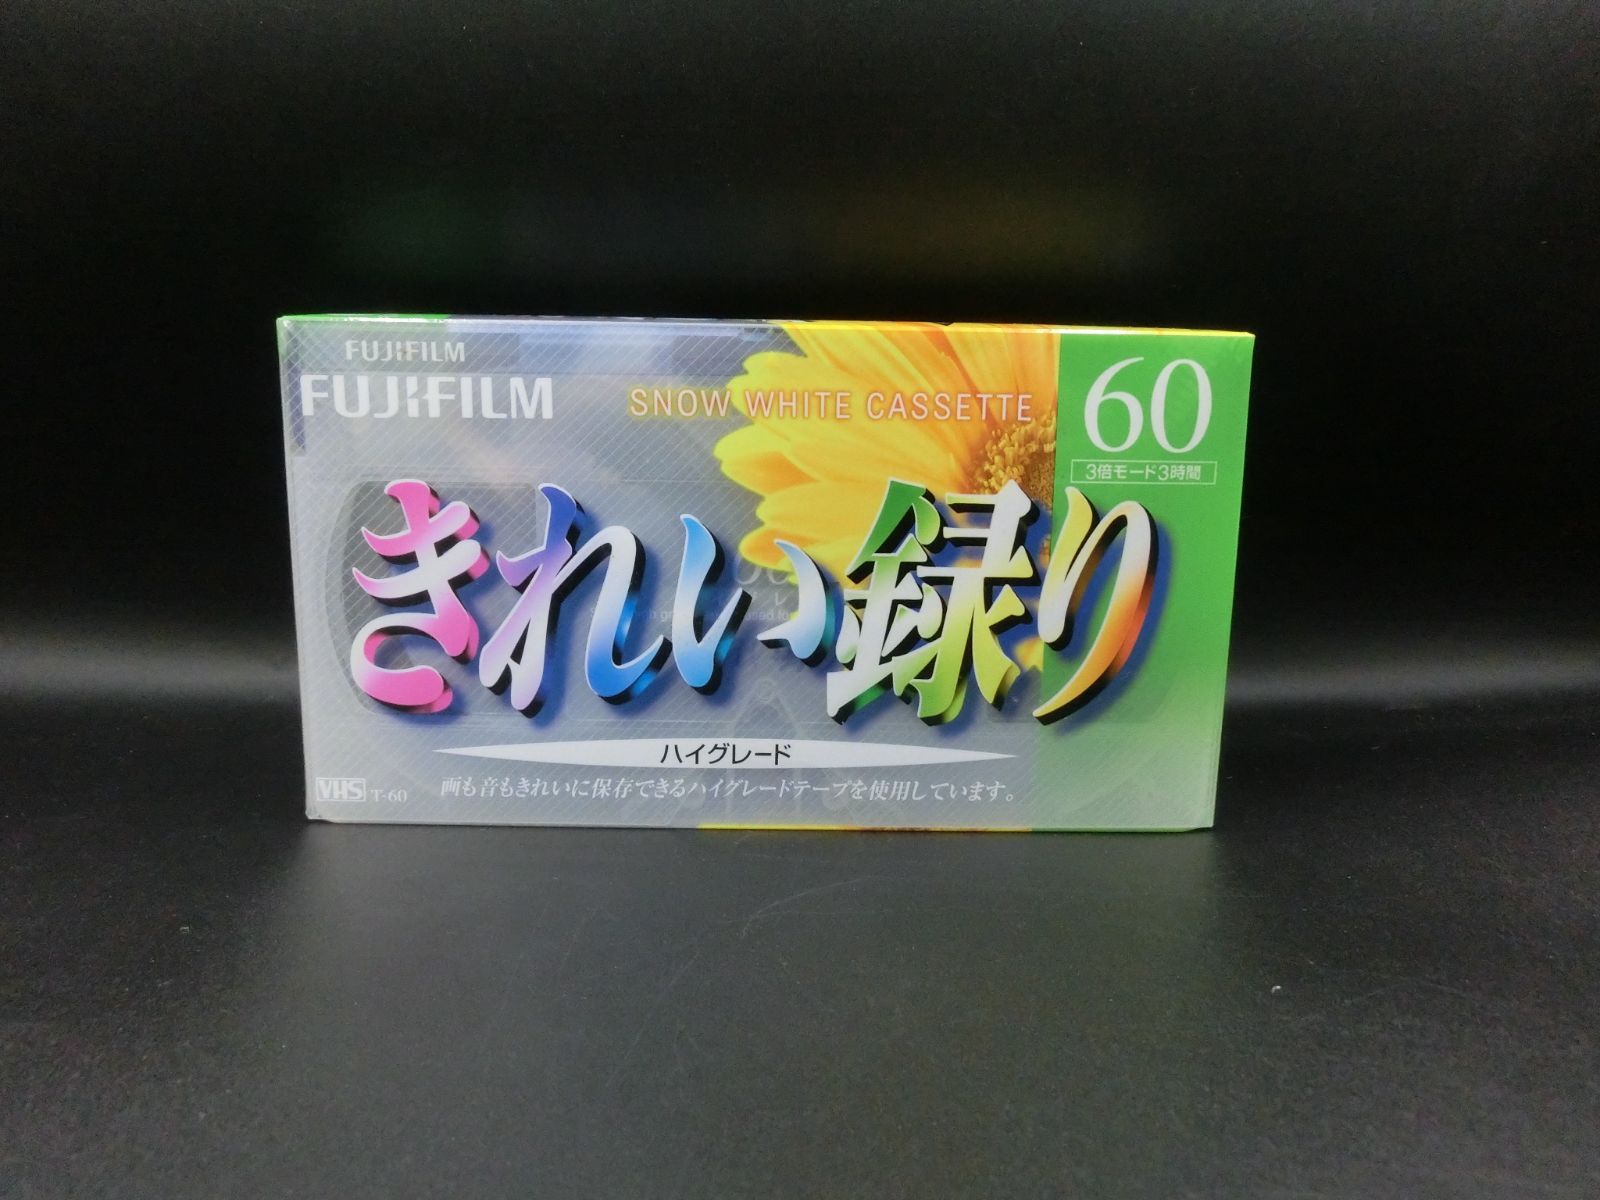 FUJIFILM
FUJIFILM
SNOW WHITE CASSETTE
60
3倍モード3時間
きれい録り
ハイグレード
VHS T-60
画も音もきれいに保存できるハイグレードテープを使用しています。